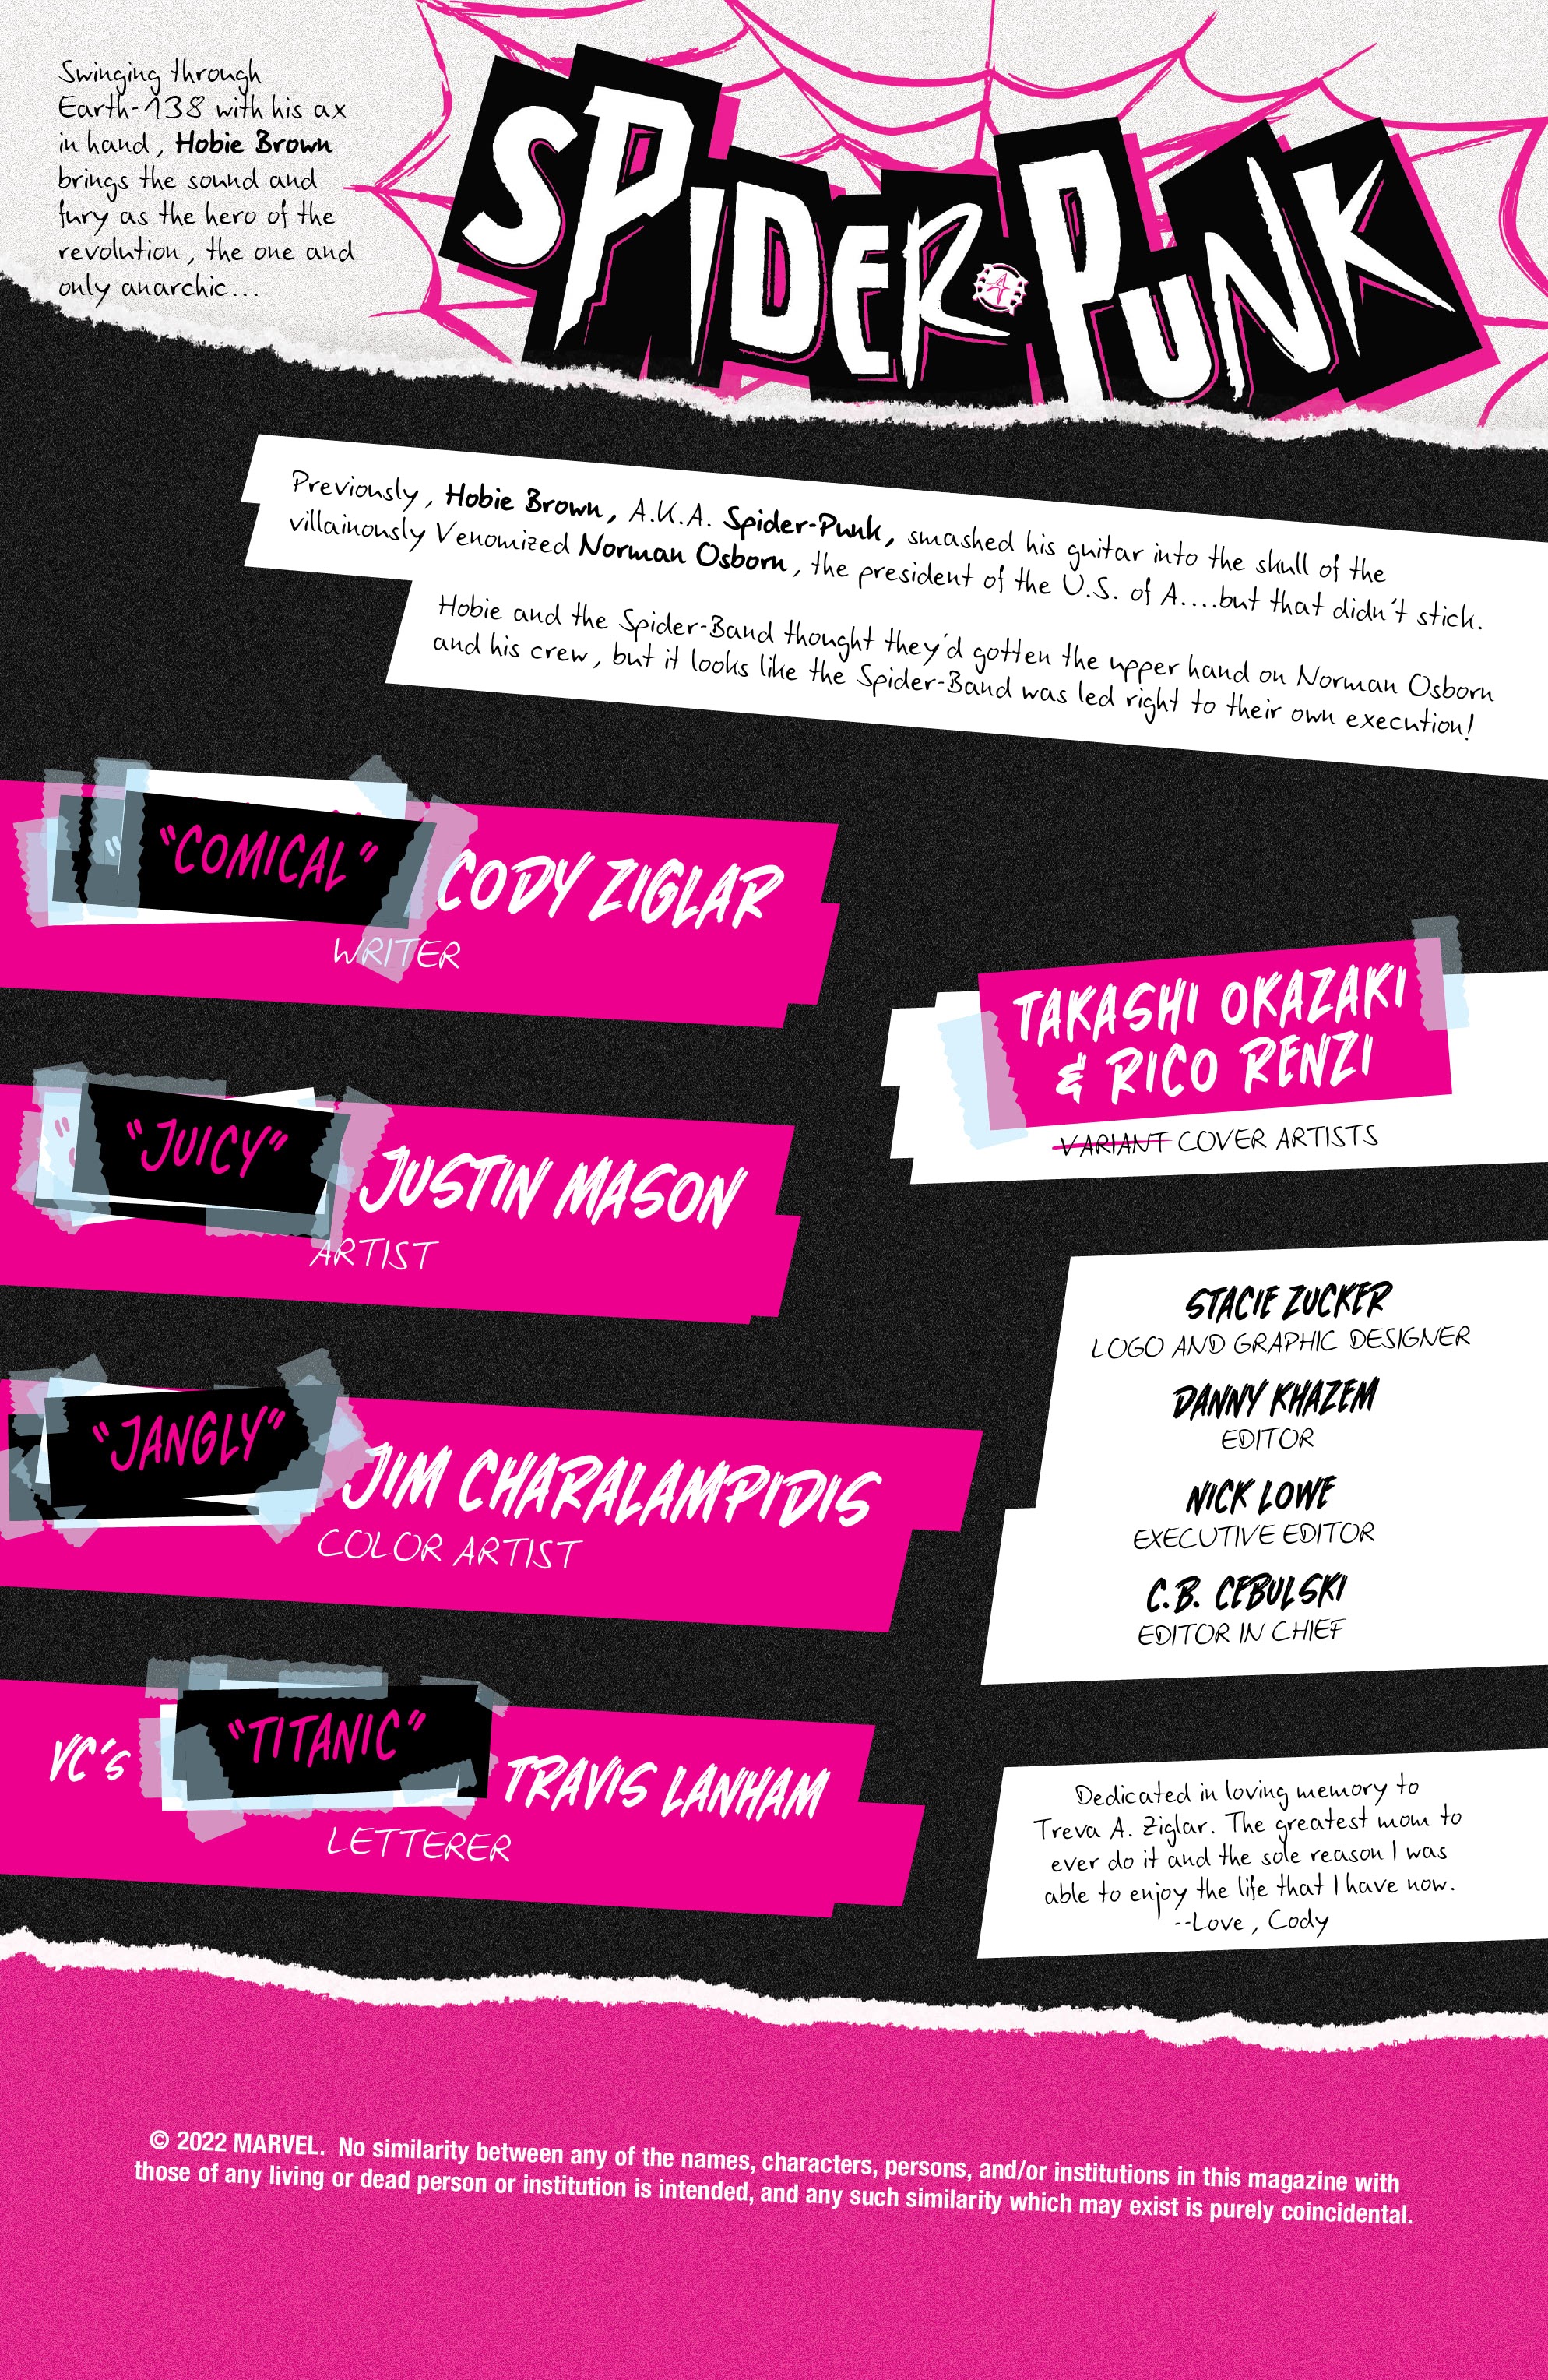 Swinging through
Earth-138 with his ax
in hand, Hobie Brown
brings the sound and
fury as the hero of the
revolution, the one and
only anarchic...
SPIDER-PUNK
Previously, Hobie Brown, A.K.A. Spider-Punk, smashed his guitar into the skull of the
villainously Venomized Norman Osborn, the president of the U.S. of A....but that didn't stick.
Hobie and the Spider-Band thought they'd gotten the upper hand on Norman Osborn
and his crew, but it looks like the Spider-Band was led right to their own execution!
"COMICAL" CODY ZIGLAR
WRITER
"JUICY" JUSTIN MASON
ARTIST
"JANGLY" JIM CHARALAMPIDIS
COLOR ARTIST
VC's "TITANIC" TRAVIS LANHAM
LETTERER
TAKASHI OKAZAKI
& RICO RENZI
VARIANT COVER ARTISTS
STACIE ZUCKER
LOGO AND GRAPHIC DESIGNER
DANNY KHAZEM
EDITOR
NICK LOWE
EXECUTIVE EDITOR
C.B. CEBULSKI
EDITOR IN CHIEF
Dedicated in loving memory to
Treva A. Ziglar. The greatest mom to
ever do it and the sole reason I was
able to enjoy the life that I have now.
--Love, Cody
© 2022 MARVEL. No similarity between any of the names, characters, persons, and/or institutions in this magazine with
those of any living or dead person or institution is intended, and any such similarity which may exist is purely coincidental.